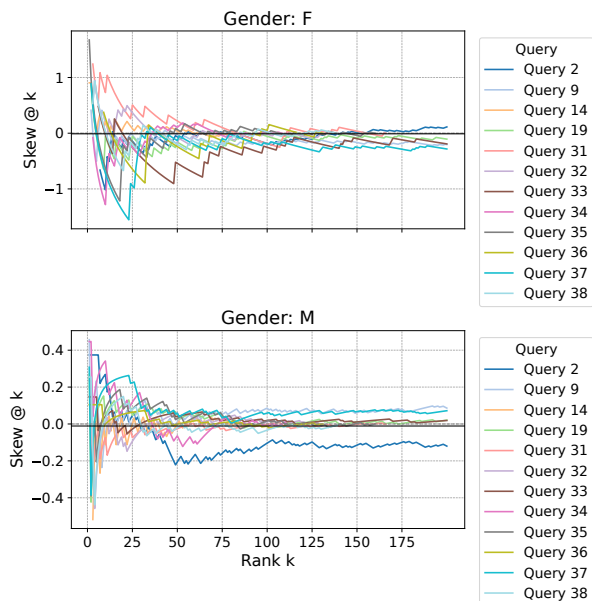 Gender: F
Skew @ k
1
0
−1
Query
Query 2
Query 9
Query 14
Query 19
Query 31
Query 32
Query 33
Query 34
Query 35
Query 36
Query 37
Query 38
Gender: M
Skew @ k
0.4
0.2
0.0
−0.2
−0.4
0 25 50 75 100 125 150 175
Rank k
Query
Query 2
Query 9
Query 14
Query 19
Query 31
Query 32
Query 33
Query 34
Query 35
Query 36
Query 37
Query 38